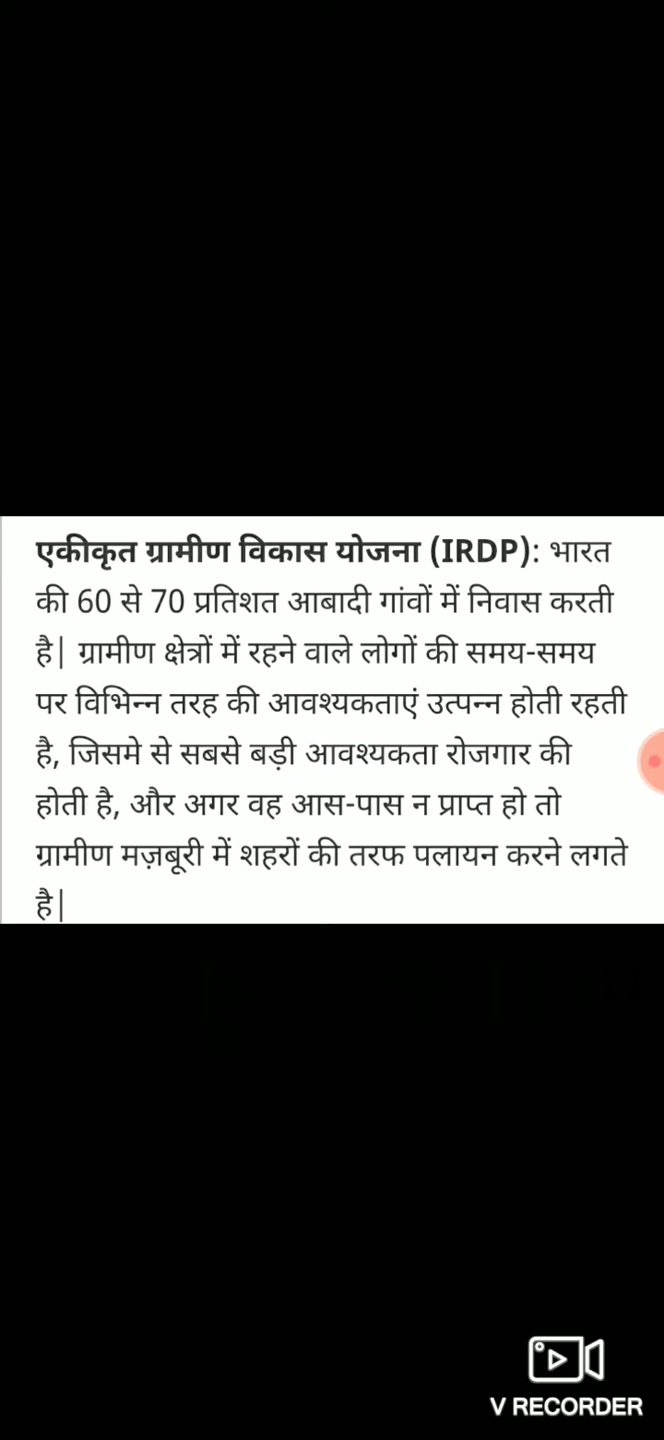 एकीकृत ग्रामीण विकास योजना (IRDP): भारत
की 60 से 70 प्रतिशत आबादी गांवों में निवास करती
है| ग्रामीण क्षेत्रों में रहने वाले लोगों की समय-समय
पर विभिन्न तरह की आवश्यकताएं उत्पन्न होती रहती
है, जिसमे से सबसे बड़ी आवश्यकता रोजगार की
होती है, और अगर वह आस-पास न प्राप्त हो तो
ग्रामीण मज़बूरी में शहरों की तरफ पलायन करने लगते
है|
V RECORDER